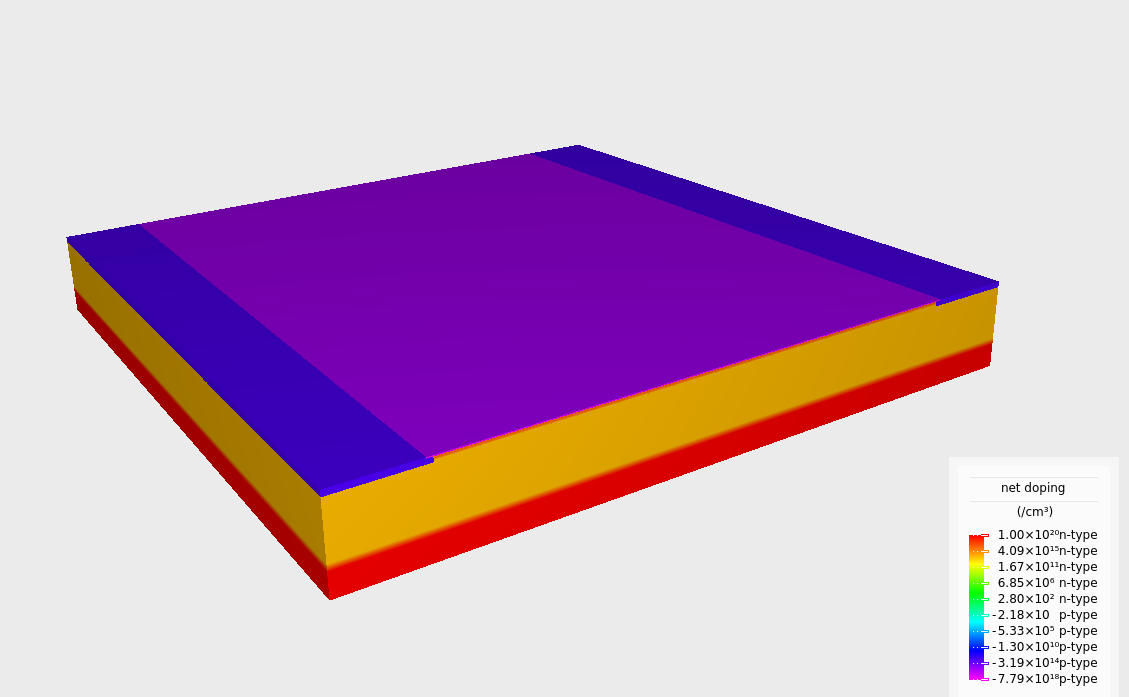 net doping
(/cm³)
1.00×10²⁰n-type
4.09×10¹⁵n-type
1.67×10¹¹n-type
6.85×10⁶ n-type
2.80×10² n-type
-2.18×10 p-type
-5.33×10⁵ p-type
-1.30×10¹⁰p-type
-3.19×10¹⁴p-type
-7.79×10¹⁸p-type